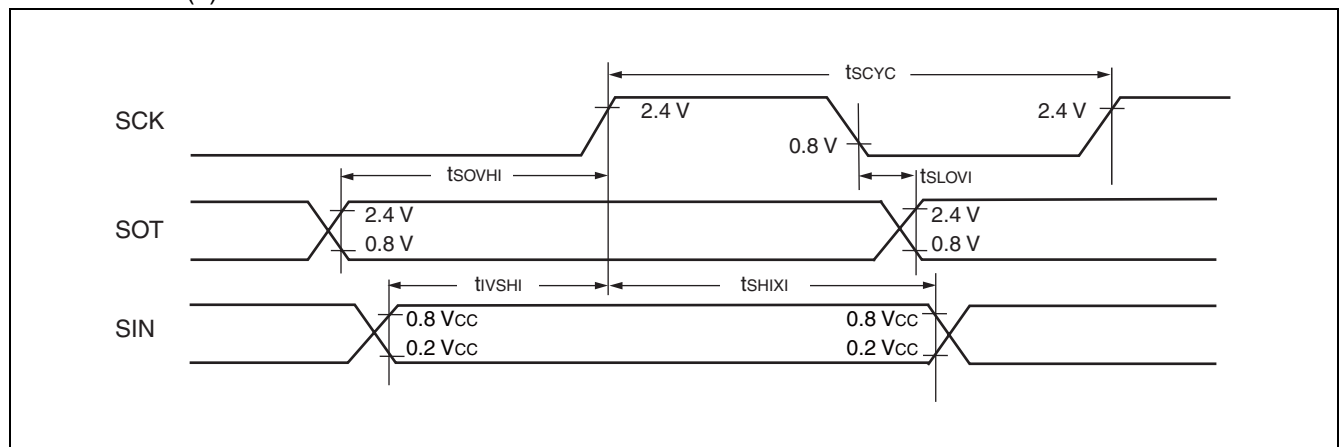 tSCYC
SCK
2.4 V
0.8 V
2.4 V
tSOVHI
tSLOVI
SOT
2.4 V
0.8 V
2.4 V
0.8 V
tIVSHI
tSHIXI
SIN
0.8 VCC
0.2 VCC
0.8 VCC
0.2 VCC